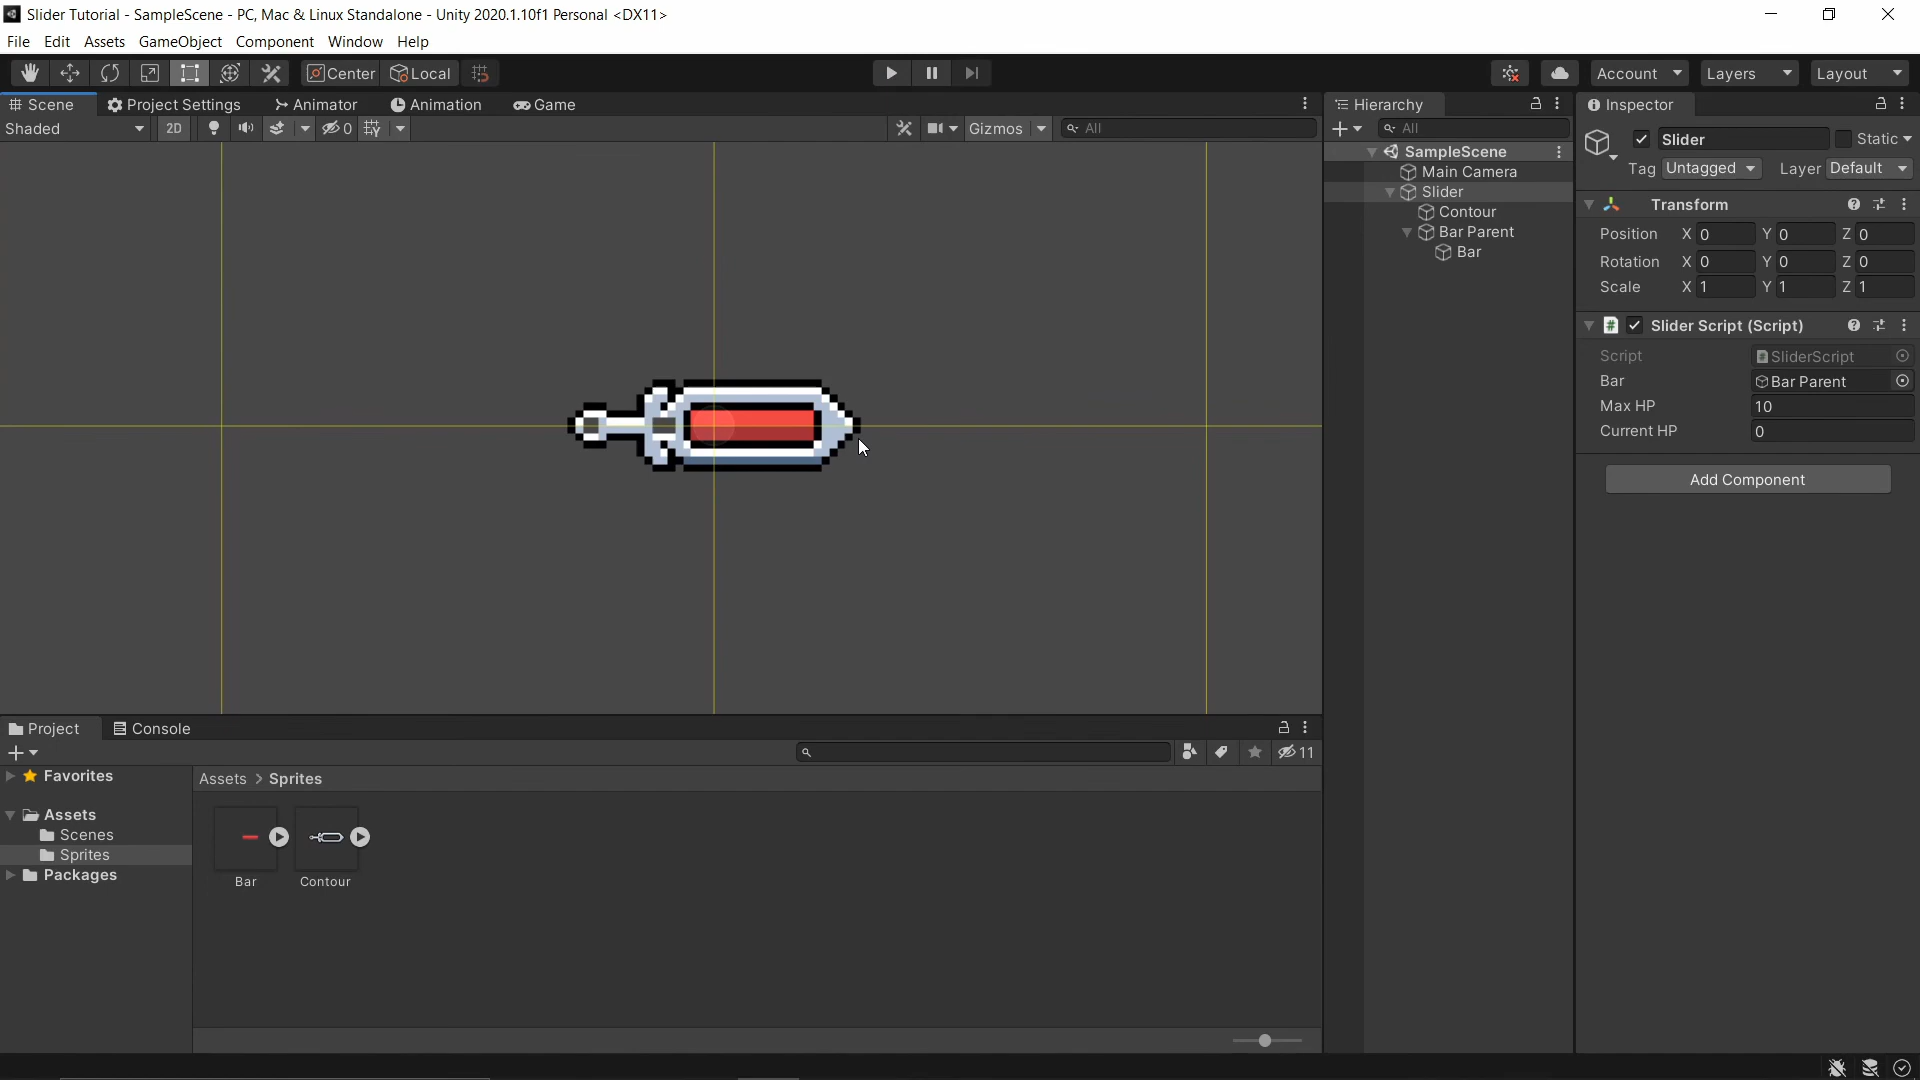 Slider Tutorial - SampleScene - PC, Mac & Linux Standalone - Unity 2020.1.10f1 Personal <DX11>
File Edit Assets GameObject Component Window Help
Center Local Account Layers Layout
Scene Project Settings Animator Animation Game
Shaded 2D 0 Gizmos All
Hierarchy
All
SampleScene
Main Camera
Slider
Contour
Bar Parent
Bar
Inspector
Slider Static
Tag Untagged Layer Default
Transform
Position X 0 Y 0 Z 0
Rotation X 0 Y 0 Z 0
Scale X 1 Y 1 Z 1
# Slider Script (Script)
Script # SliderScript
Bar Bar Parent
Max HP 10
Current HP 0
Add Component
Project Console
11
Favorites
Assets
Scenes
Sprites
Packages
Assets > Sprites
Bar Contour